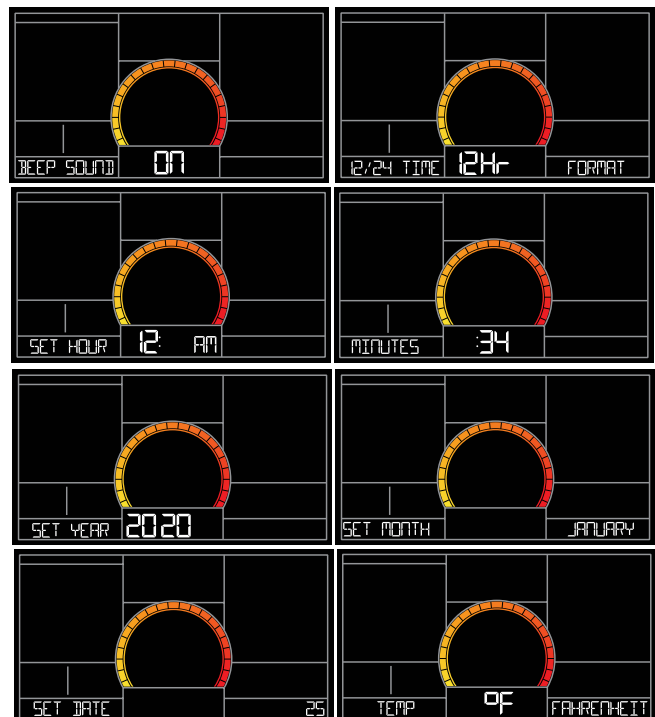 BEEP SOUND ON
12/24 TIME 12Hr FORMAT
SET HOUR 12: AM
MINUTES :34
SET YEAR 2020
SET MONTH JANUARY
SET DATE 25
TEMP °F FAHRENHEIT